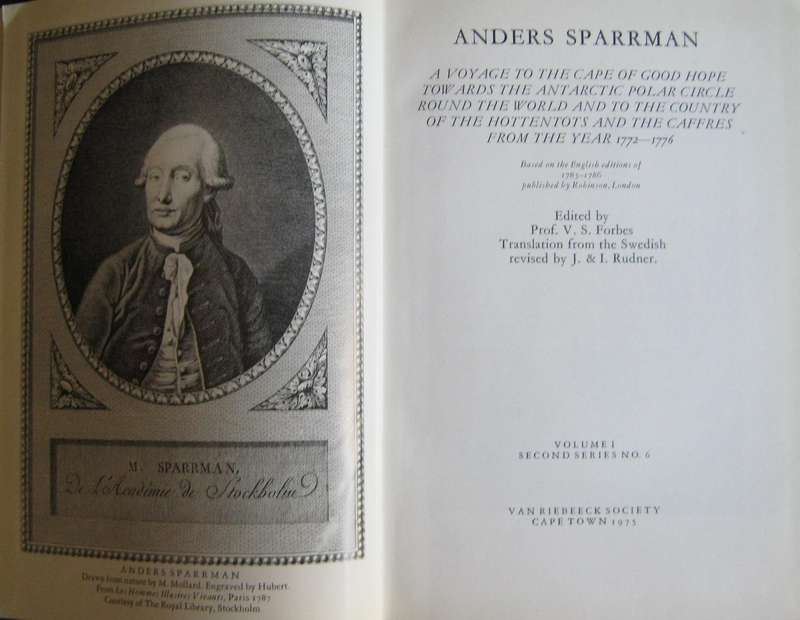 M. SPARRMAN,
De l'Académie de Stockholm
ANDERS SPARRMAN
Drawn from nature by M. Mollard. Engraved by Hubert.
From Les Hommes Illustres Vivants, Paris 1787
Courtesy of The Royal Library, Stockholm
ANDERS SPARRMAN
A VOYAGE TO THE CAPE OF GOOD HOPE
TOWARDS THE ANTARCTIC POLAR CIRCLE
ROUND THE WORLD AND TO THE COUNTRY
OF THE HOTTENTOTS AND THE CAFFRES
FROM THE YEAR 1772—1776
Based on the English editions of
1785-1786
published by Robinson, London
Edited by
Prof. V. S. Forbes
Translation from the Swedish
revised by J. & I. Rudner.
VOLUME I
SECOND SERIES NO. 6
VAN RIEBEECK SOCIETY
CAPE TOWN 1975